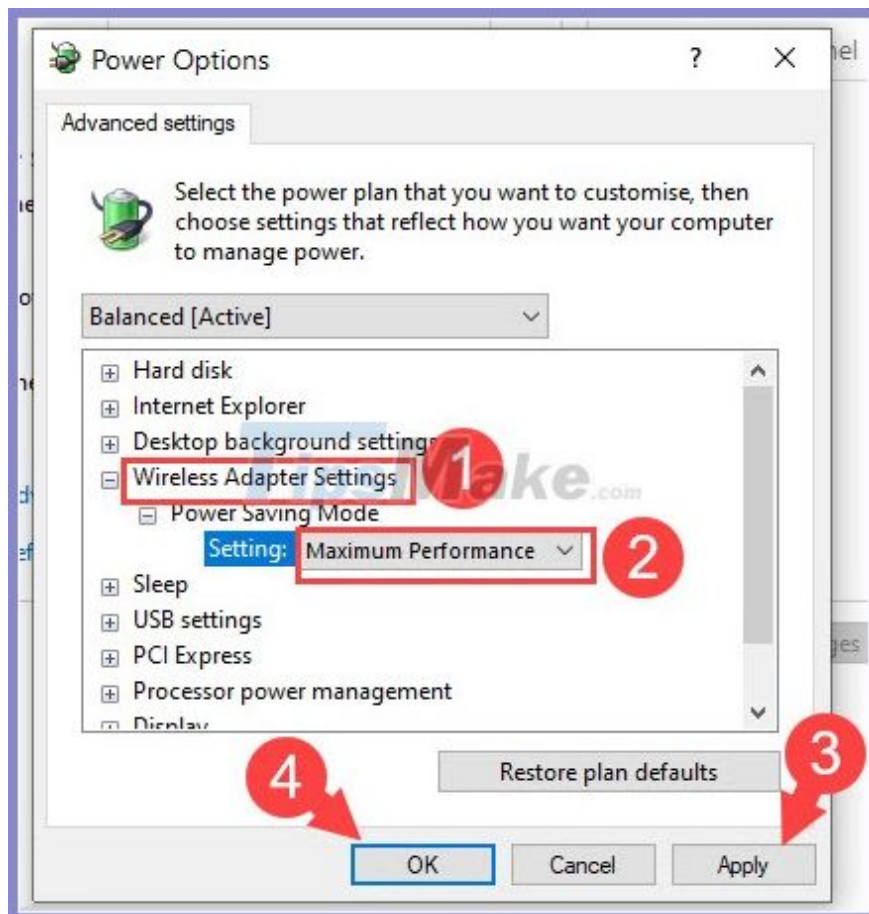 Power Options
?
nel
Advanced settings
Select the power plan that you want to customise, then
choose settings that reflect how you want your computer
to manage power.
Balanced [Active]
Hard disk
Internet Explorer
Desktop background settings
Wireless Adapter Settings
1
TipsMake.com
Power Saving Mode
Setting: Maximum Performance
2
Sleep
USB settings
PCI Express
ges
Processor power management
Display
Restore plan defaults
3
4
OK
Cancel
Apply